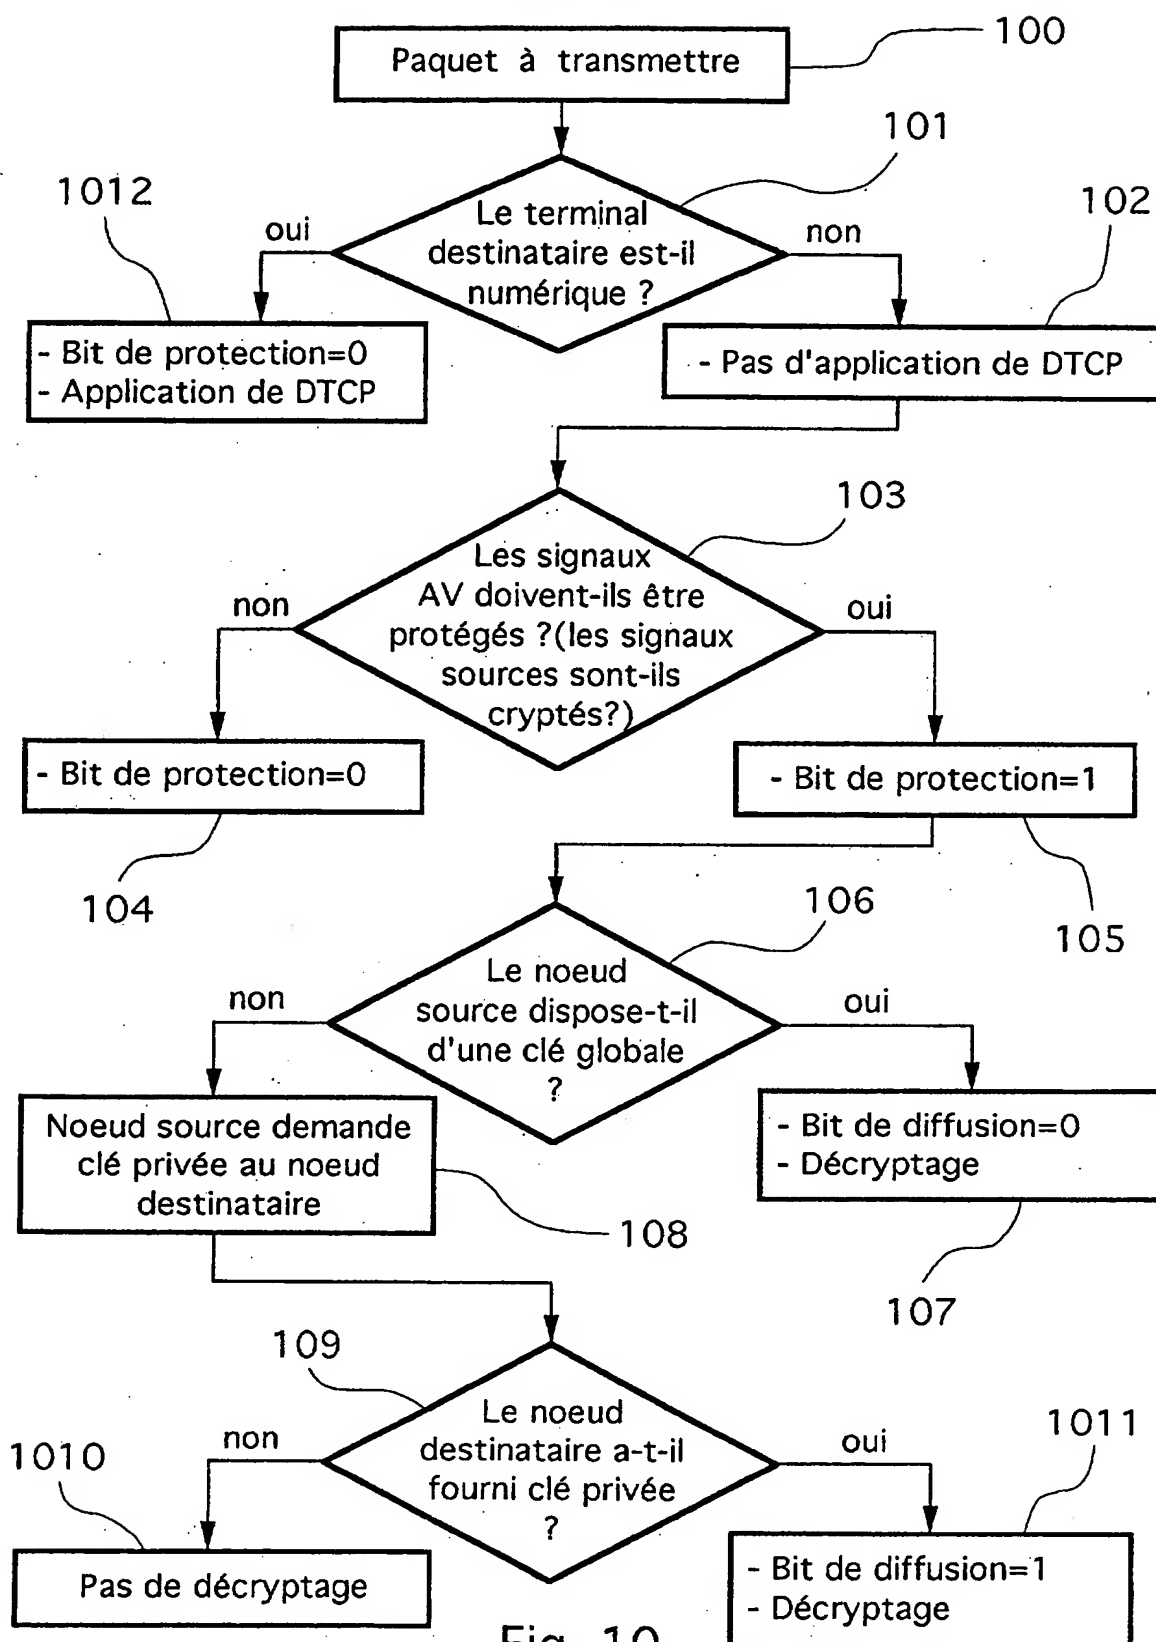 100
Paquet à transmettre
101
1012
102
oui
Le terminal
destinataire est-il
numérique ?
non
- Bit de protection=0
- Application de DTCP
- Pas d'application de DTCP
103
Les signaux
AV doivent-ils être
protégés ?(les signaux
sources sont-ils
cryptés?)
non
oui
- Bit de protection=0
- Bit de protection=1
104
105
106
Le noeud
source dispose-t-il
d'une clé globale
?
non
oui
Noeud source demande
clé privée au noeud
destinataire
- Bit de diffusion=0
- Décryptage
108
107
109
Le noeud
destinataire a-t-il
fourni clé privée
?
non
oui
1010
1011
Pas de décryptage
- Bit de diffusion=1
- Décryptage
Fig. 10